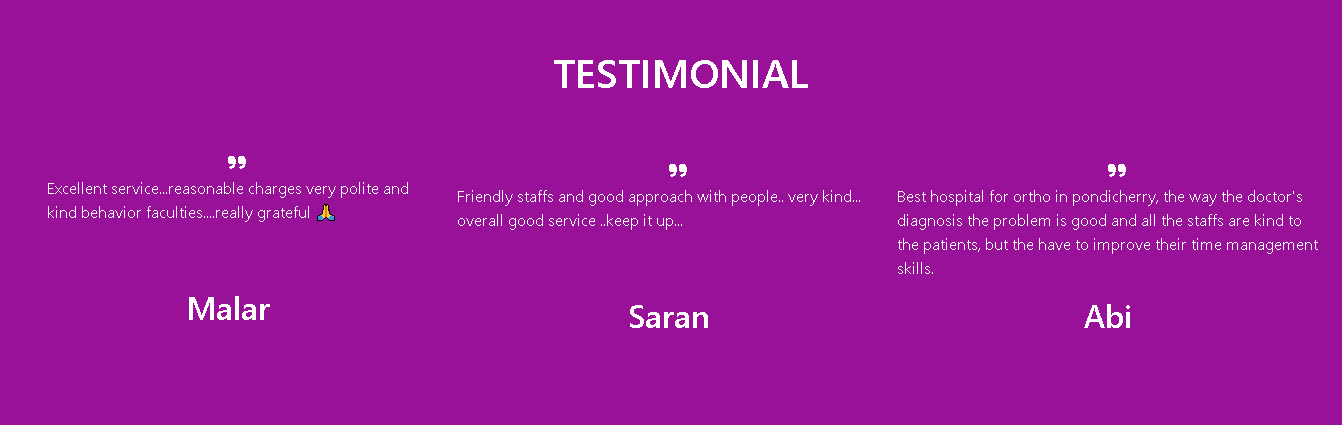 TESTIMONIAL
❞
Excellent service...reasonable charges very polite and
kind behavior faculties....really grateful 🙏
Malar
❞
Friendly staffs and good approach with people.. very kind...
overall good service ..keep it up...
Saran
❞
Best hospital for ortho in pondicherry, the way the doctor's
diagnosis the problem is good and all the staffs are kind to
the patients, but the have to improve their time management
skills.
Abi